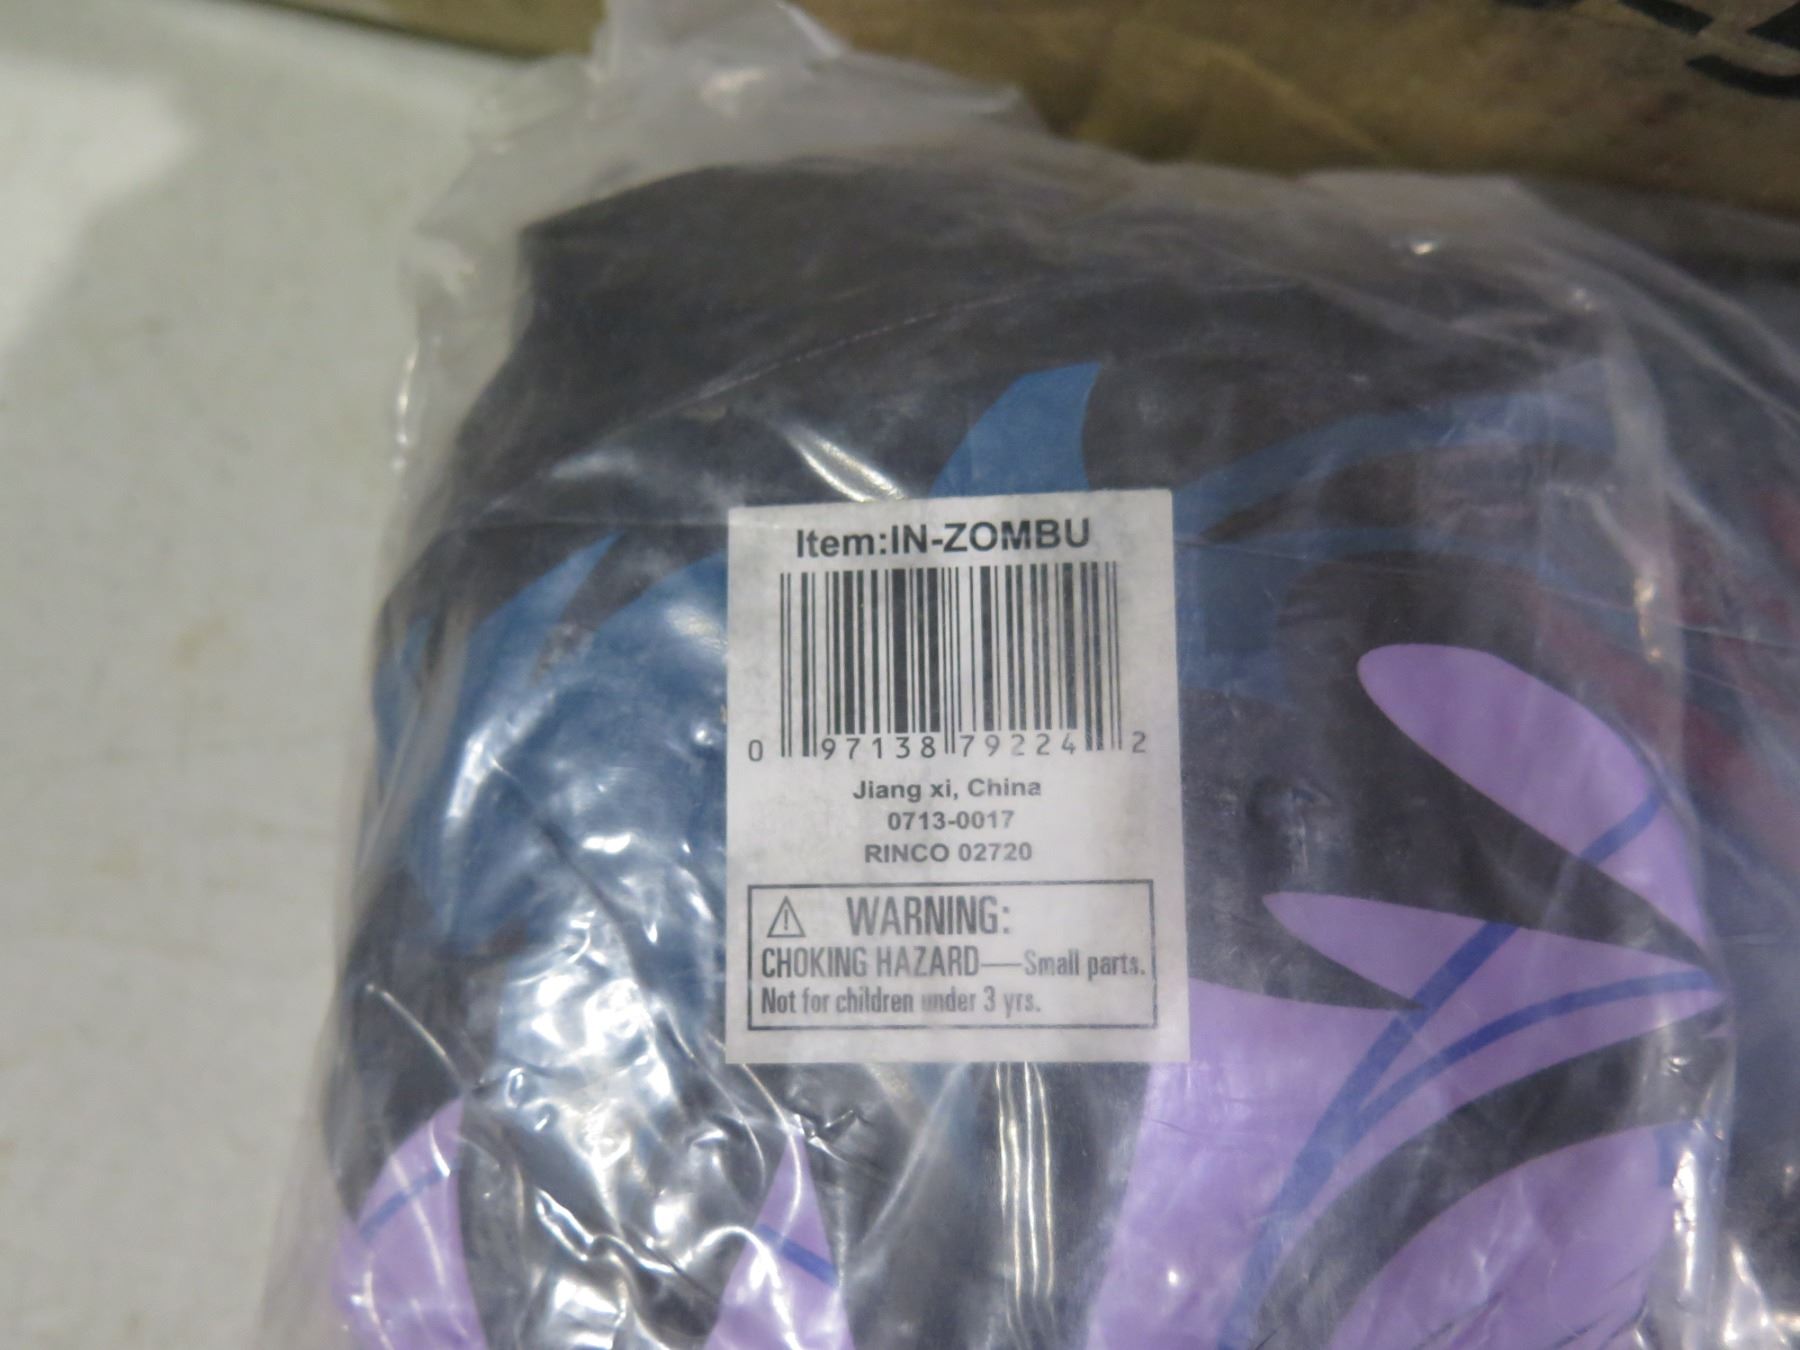 Item:IN-ZOMBU
0 97138 79224 2
Jiang xi, China
0713-0017
RINCO 02720
WARNING:
CHOKING HAZARD—Small parts.
Not for children under 3 yrs.